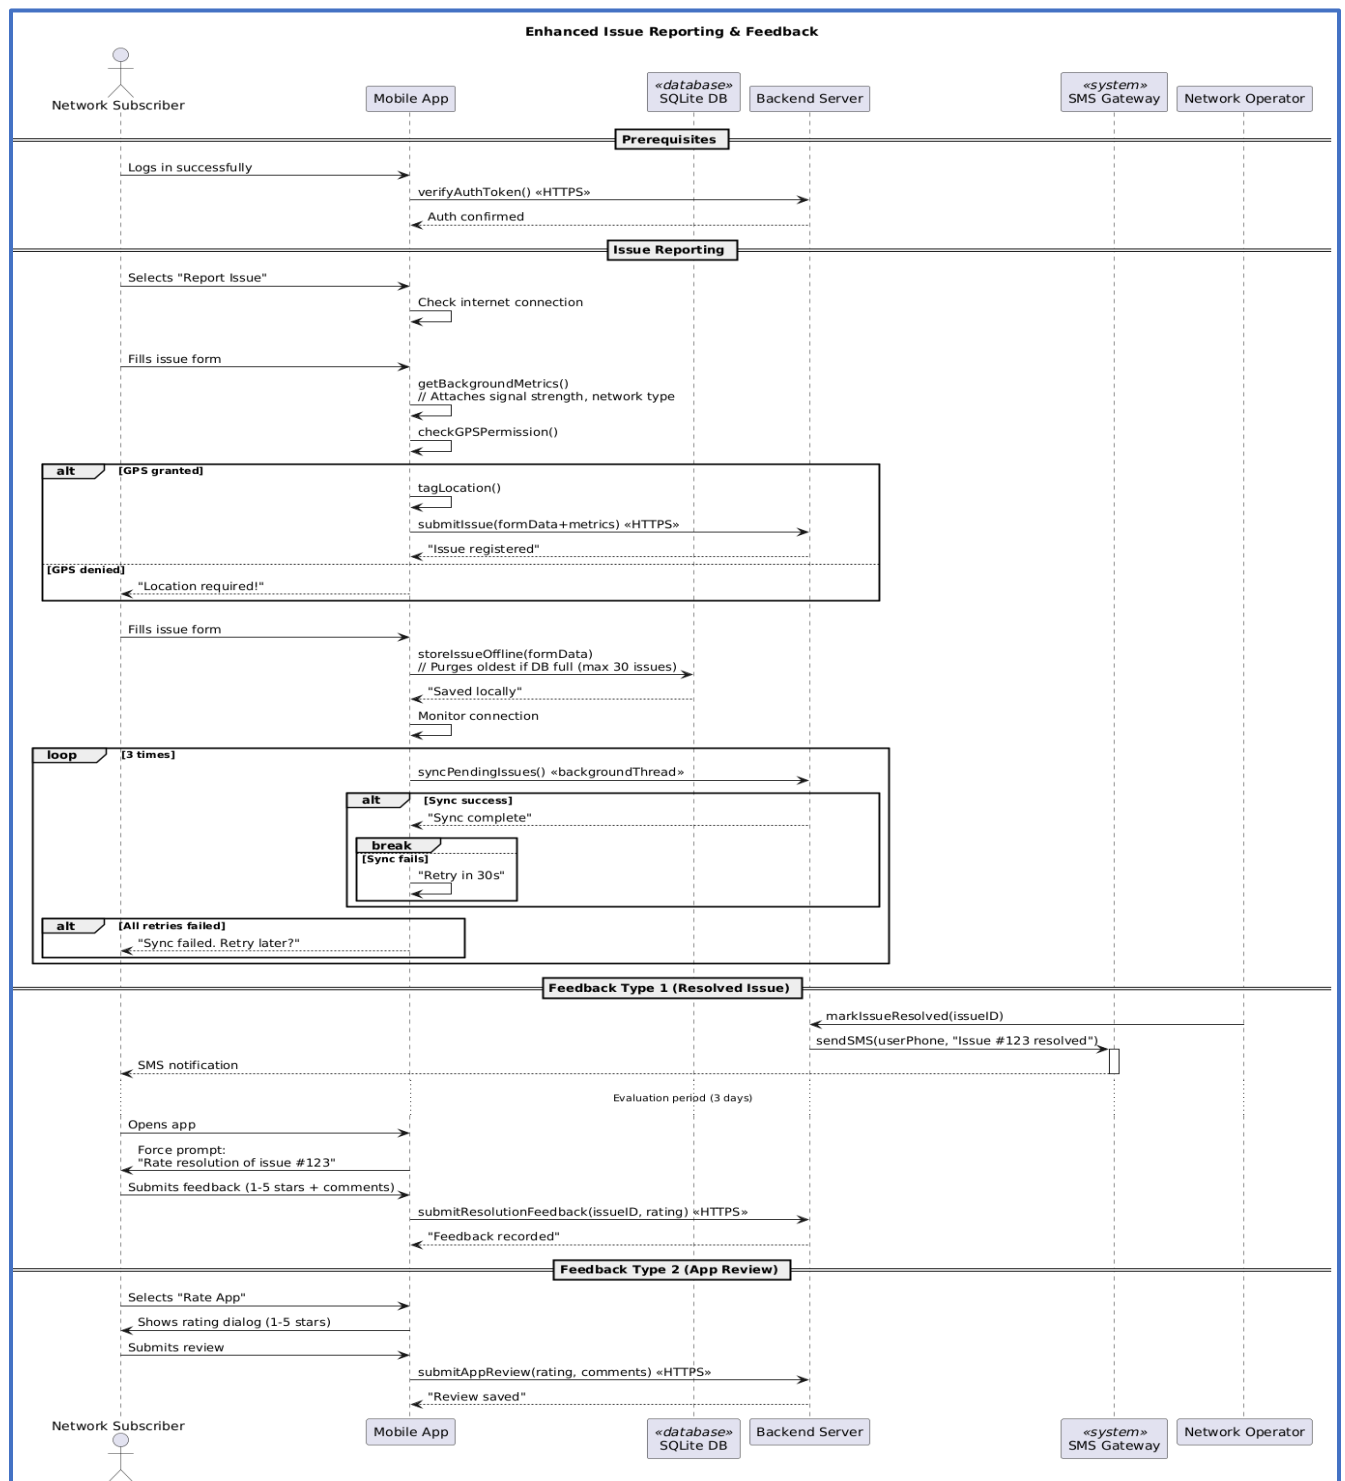 Enhanced Issue Reporting & Feedback
Network Subscriber
Mobile App
«database»
SQLite DB
Backend Server
«system»
SMS Gateway
Network Operator
Prerequisites
Logs in successfully
verifyAuthToken() «HTTPS»
Auth confirmed
Issue Reporting
Selects "Report Issue"
Check internet connection
Fills issue form
getBackgroundMetrics()
// Attaches signal strength, network type
checkGPSPermission()
alt [GPS granted]
tagLocation()
submitIssue(formData+metrics) «HTTPS»
"Issue registered"
[GPS denied]
"Location required!"
Fills issue form
storeIssueOffline(formData)
// Purges oldest if DB full (max 30 issues)
"Saved locally"
Monitor connection
loop [3 times]
syncPendingIssues() «backgroundThread»
alt [Sync success]
"Sync complete"
break
[Sync fails]
"Retry in 30s"
alt [All retries failed]
"Sync failed. Retry later?"
Feedback Type 1 (Resolved Issue)
markIssueResolved(issueID)
sendSMS(userPhone, "Issue #123 resolved")
SMS notification
Evaluation period (3 days)
Opens app
Force prompt:
"Rate resolution of issue #123"
Submits feedback (1-5 stars + comments)
submitResolutionFeedback(issueID, rating) «HTTPS»
"Feedback recorded"
Feedback Type 2 (App Review)
Selects "Rate App"
Shows rating dialog (1-5 stars)
Submits review
submitAppReview(rating, comments) «HTTPS»
"Review saved"
Network Subscriber
Mobile App
«database»
SQLite DB
Backend Server
«system»
SMS Gateway
Network Operator